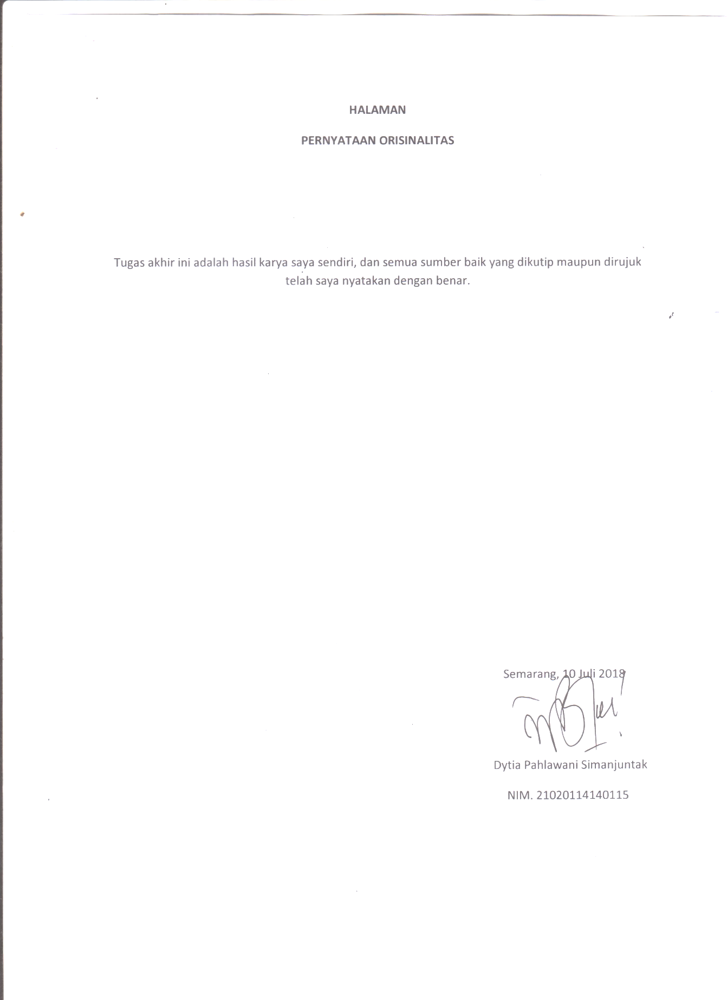 HALAMAN
PERNYATAAN ORISINALITAS
Tugas akhir ini adalah hasil karya saya sendiri, dan semua sumber baik yang dikutip maupun dirujuk
telah saya nyatakan dengan benar.
Semarang, 10 Juli 2018
Dytia Pahlawani Simanjuntak
NIM. 21020114140115